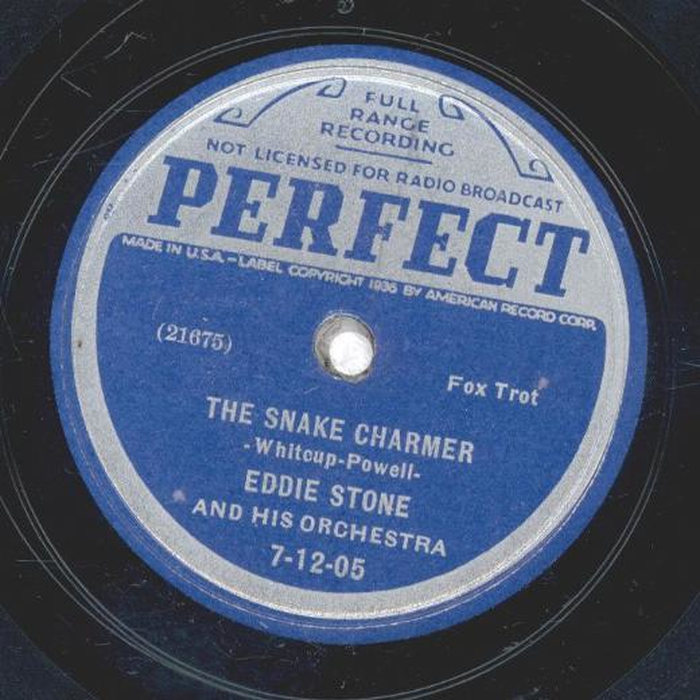 FULL
RANGE
RECORDING
NOT LICENSED FOR RADIO BROADCAST
PERFECT
MADE IN U.S.A. - LABEL COPYRIGHT 1936 BY AMERICAN RECORD CORP.
(21675)
Fox Trot
THE SNAKE CHARMER
-Whitcup-Powell-
EDDIE STONE
AND HIS ORCHESTRA
7-12-05